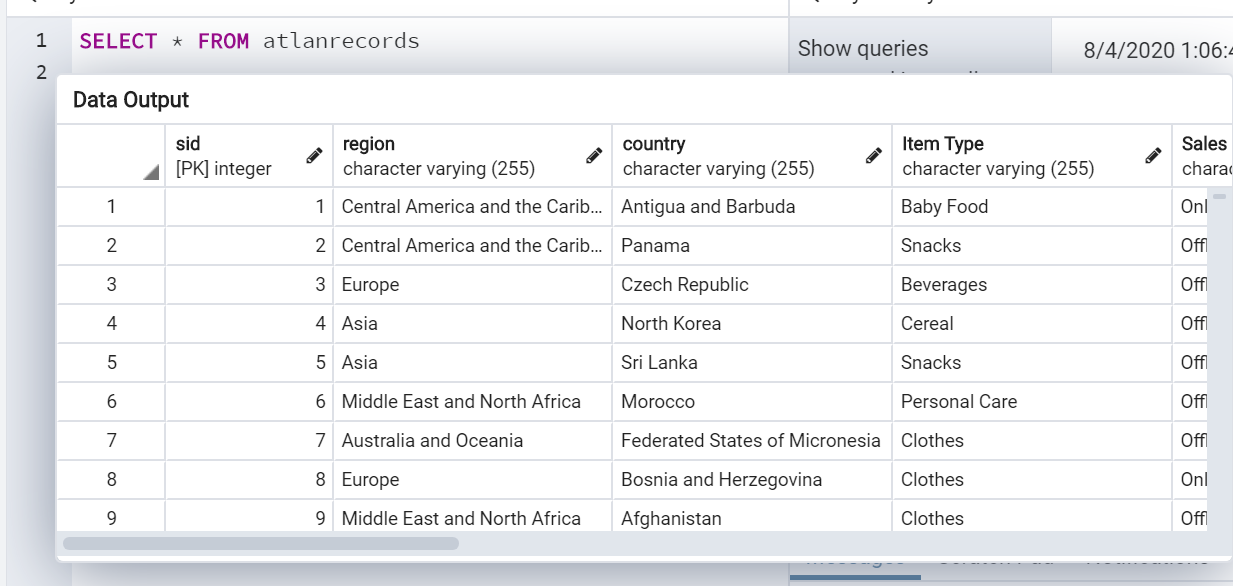 1 SELECT * FROM atlanrecords
2
Show queries 8/4/2020 1:06:
Data Output
sid region country Item Type Sales
[PK] integer character varying (255) character varying (255) character varying (255) charac
1 1 Central America and the Carib... Antigua and Barbuda Baby Food Onl
2 2 Central America and the Carib... Panama Snacks Offl
3 3 Europe Czech Republic Beverages Offl
4 4 Asia North Korea Cereal Offl
5 5 Asia Sri Lanka Snacks Offl
6 6 Middle East and North Africa Morocco Personal Care Offl
7 7 Australia and Oceania Federated States of Micronesia Clothes Offl
8 8 Europe Bosnia and Herzegovina Clothes Onl
9 9 Middle East and North Africa Afghanistan Clothes Offl